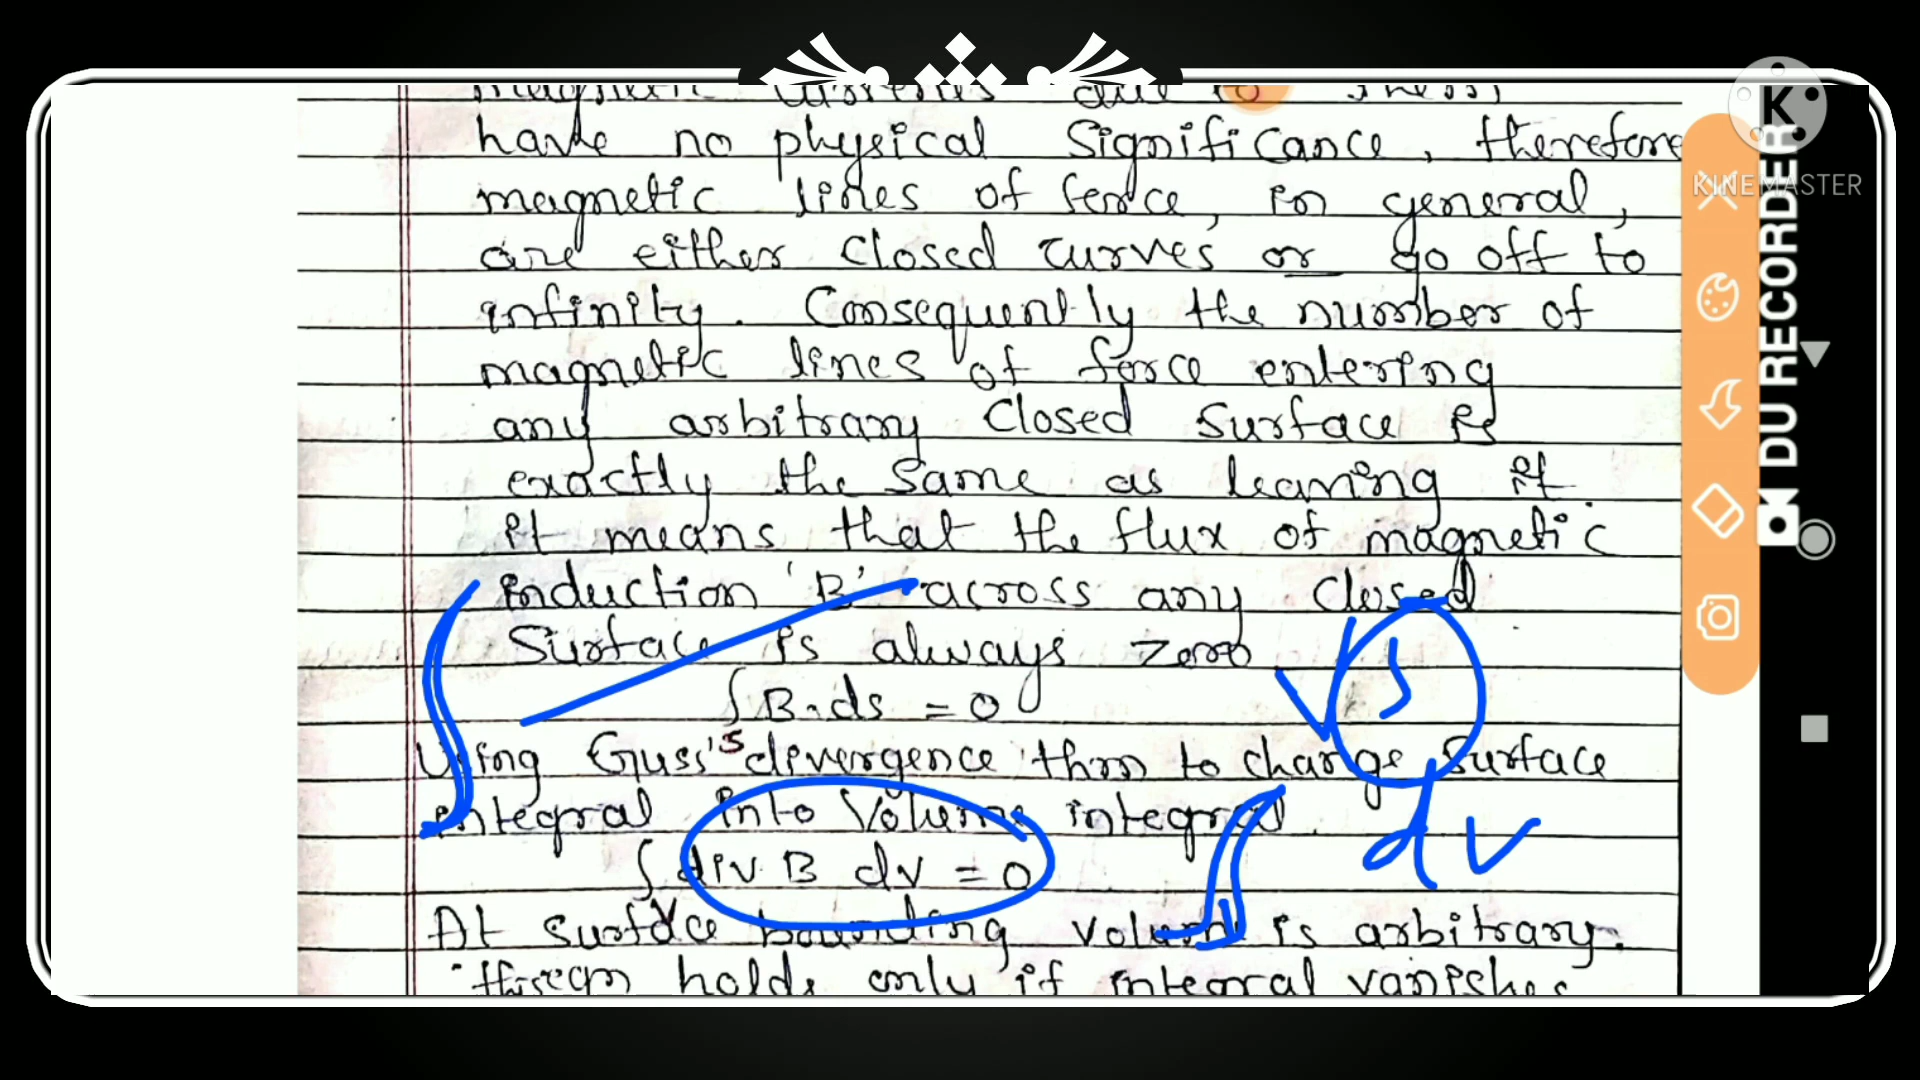 have no physical Significance, therefore
magnetic lines of force, in general,
are either closed curves or go off to
infinity. Consequently the number of
magnetic lines of force entering
any arbitrary closed surface is
exactly the same as leaving it.
it means that the flux of magnetic
induction 'B' across any closed
Surface is always zero
∫ B.ds = 0
Using Guss's divergence thm to change surface
integral into Volume integral.
∫ div B dv = 0
v
At surface bounding volume is arbitrary.
holds only if integral vanishes
s
dv
K
KINEMASTER
DU RECORDER